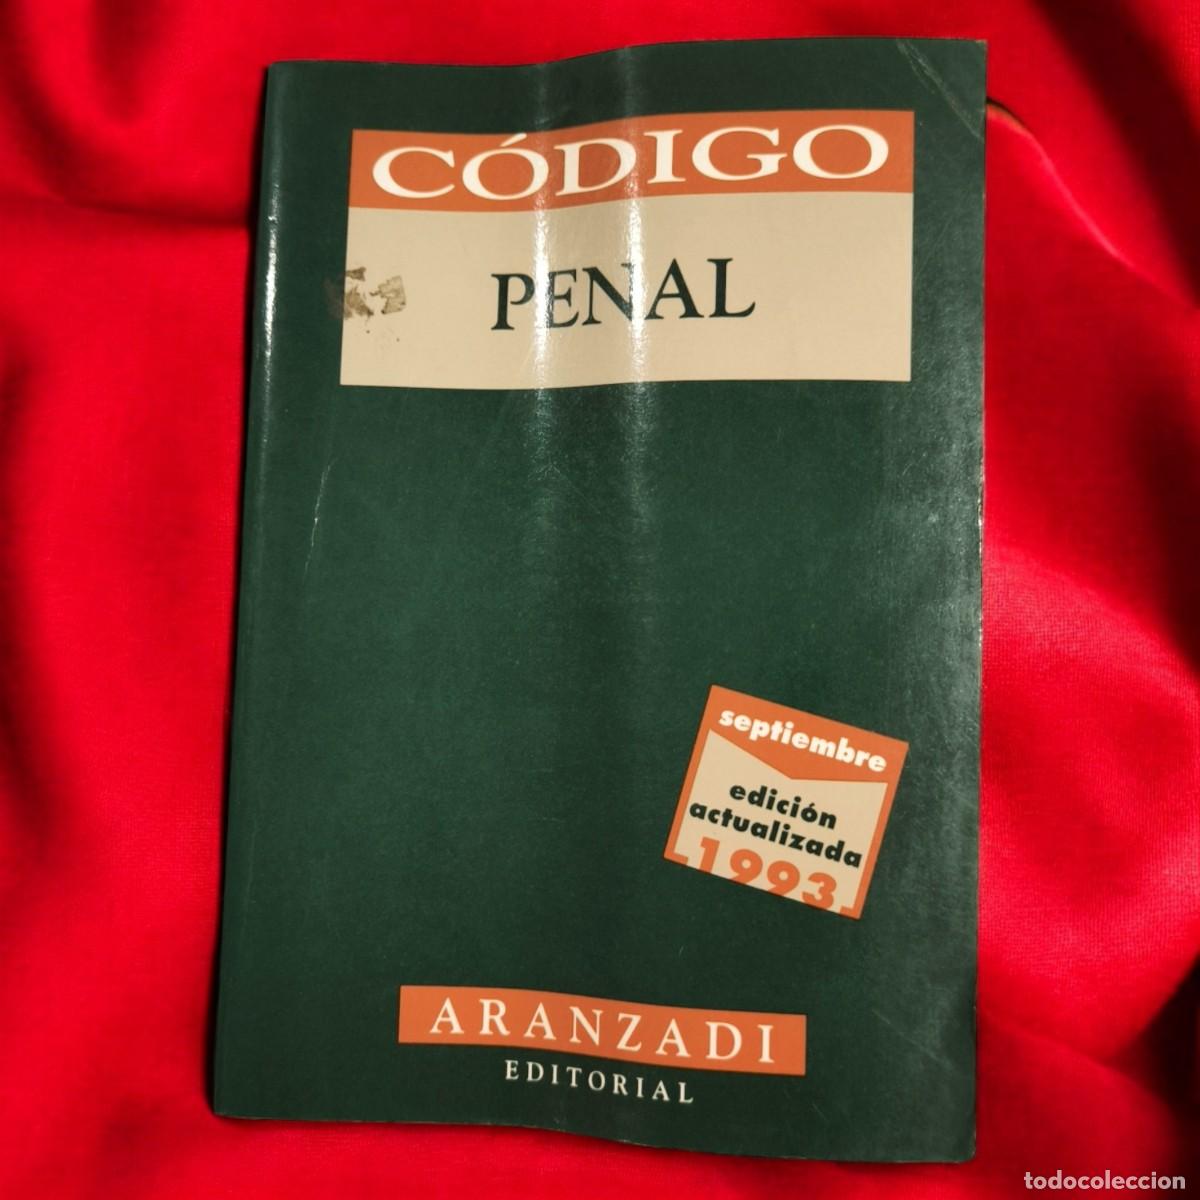 CÓDIGO
PENAL
septiembre
edición
actualizada
1993
ARANZADI
EDITORIAL
todocoleccion